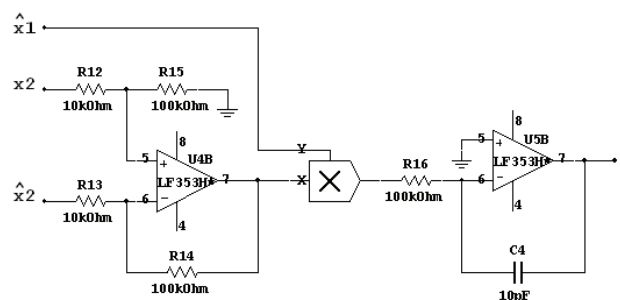 x̂1
R12
R15
x2
10kOhm
100kOhm
8
U4B
5
+
LF353H*
7
Y
X
R13
x̂2
6
−
10kOhm
4
R14
100kOhm
R16
100kOhm
8
5
U5B
+
LF353H*
7
6
−
4
C4
10pF